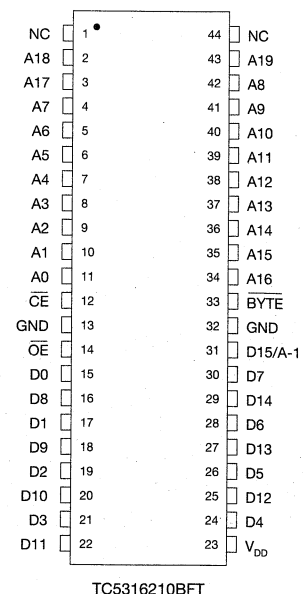 NC 1 44 NC
A18 2 43 A19
A17 3 42 A8
A7 4 41 A9
A6 5 40 A10
A5 6 39 A11
A4 7 38 A12
A3 8 37 A13
A2 9 36 A14
A1 10 35 A15
A0 11 34 A16
C̅E̅ 12 33 B̅Y̅T̅E̅
GND 13 32 GND
O̅E̅ 14 31 D15/A-1
D0 15 30 D7
D8 16 29 D14
D1 17 28 D6
D9 18 27 D13
D2 19 26 D5
D10 20 25 D12
D3 21 24 D4
D11 22 23 VDD
TC5316210BFT